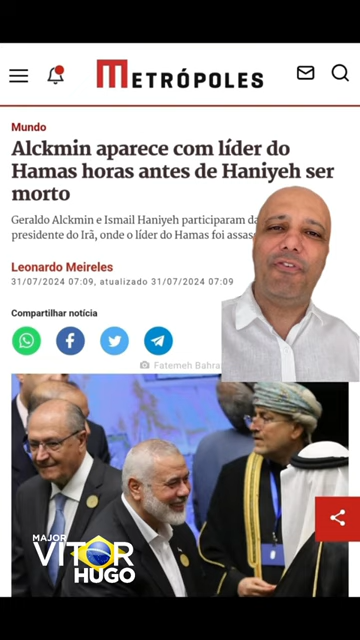 METRÓPOLES
Mundo
Alckmin aparece com líder do
Hamas horas antes de Haniyeh ser
morto
Geraldo Alckmin e Ismail Haniyeh participaram da
presidente do Irã, onde o líder do Hamas foi
Leonardo Meireles
31/07/2024 07:09, atualizado 31/07/2024 07:09
Compartilhar notícia
Fatemeh
MAJOR
VITOR
HUGO